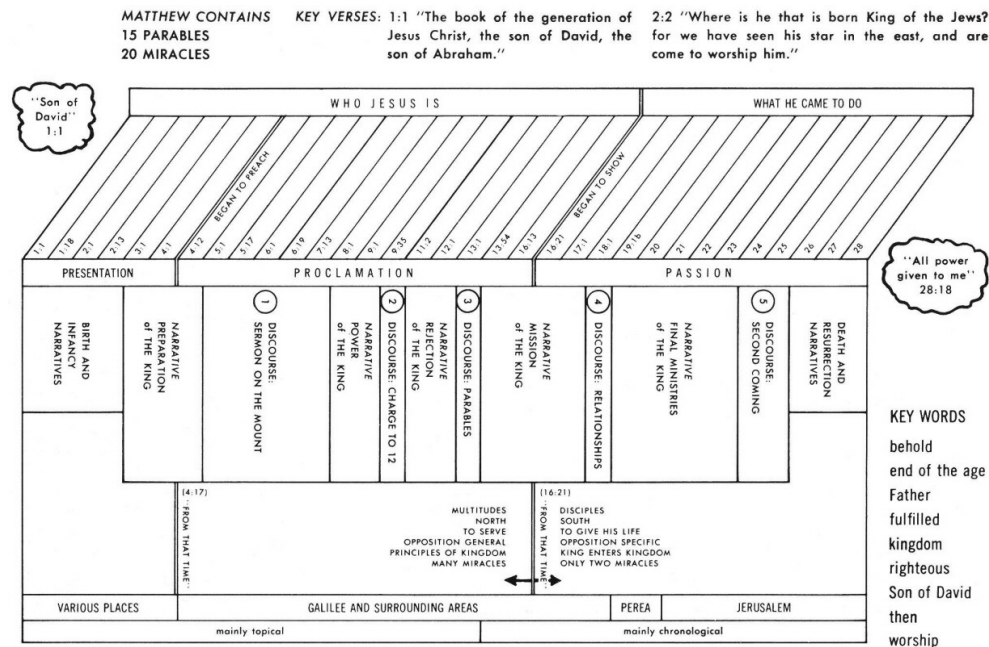 MATTHEW CONTAINS
15 PARABLES
20 MIRACLES
KEY VERSES: 1:1 "The book of the generation of
Jesus Christ, the son of David, the
son of Abraham."
2:2 "Where is he that is born King of the Jews?
for we have seen his star in the east, and are
come to worship him."
"Son of
David"
1:1
WHO JESUS IS
WHAT HE CAME TO DO
BEGAN TO PREACH
BEGAN TO SHOW
1:1
1:18
2:1
2:13
3:1
4:1
4:12
5:1
5:17
6:1
6:19
7:13
8:1
9:1
9:35
11:2
12:1
13:1
13:54
16:13
16:21
17:1
18:1
19:1b
20
21
22
23
24
25
26
27
28
PRESENTATION
PROCLAMATION
PASSION
"All power
given to me"
28:18
BIRTH AND
INFANCY
NARRATIVES
NARRATIVE
PREPARATION
of THE KING
1
DISCOURSE:
SERMON ON THE MOUNT
NARRATIVE
POWER
of THE KING
2
DISCOURSE: CHARGE TO 12
NARRATIVE
REJECTION
of THE KING
3
DISCOURSE: PARABLES
NARRATIVE
MISSION
of THE KING
4
DISCOURSE: RELATIONSHIPS
NARRATIVE
FINAL MINISTRIES
of THE KING
5
DISCOURSE:
SECOND COMING
DEATH AND
RESURRECTION
NARRATIVES
(4:17)
"FROM THAT TIME"
MULTITUDES
NORTH
TO SERVE
OPPOSITION GENERAL
PRINCIPLES OF KINGDOM
MANY MIRACLES
(16:21)
"FROM THAT TIME"
DISCIPLES
SOUTH
TO GIVE HIS LIFE
OPPOSITION SPECIFIC
KING ENTERS KINGDOM
ONLY TWO MIRACLES
VARIOUS PLACES
GALILEE AND SURROUNDING AREAS
PEREA
JERUSALEM
mainly topical
mainly chronological
KEY WORDS
behold
end of the age
Father
fulfilled
kingdom
righteous
Son of David
then
worship